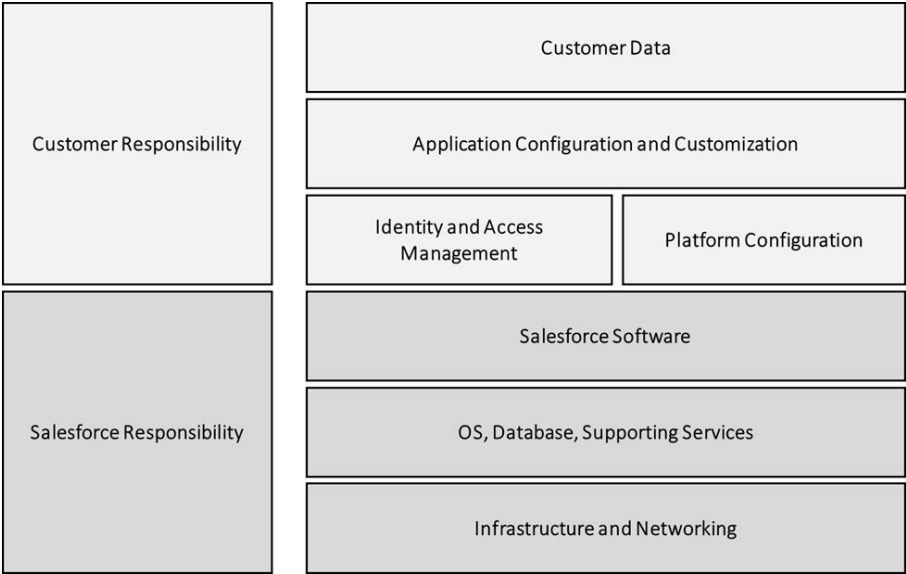 Customer Responsibility
Customer Data
Application Configuration and Customization
Identity and Access
Management
Platform Configuration
Salesforce Responsibility
Salesforce Software
OS, Database, Supporting Services
Infrastructure and Networking